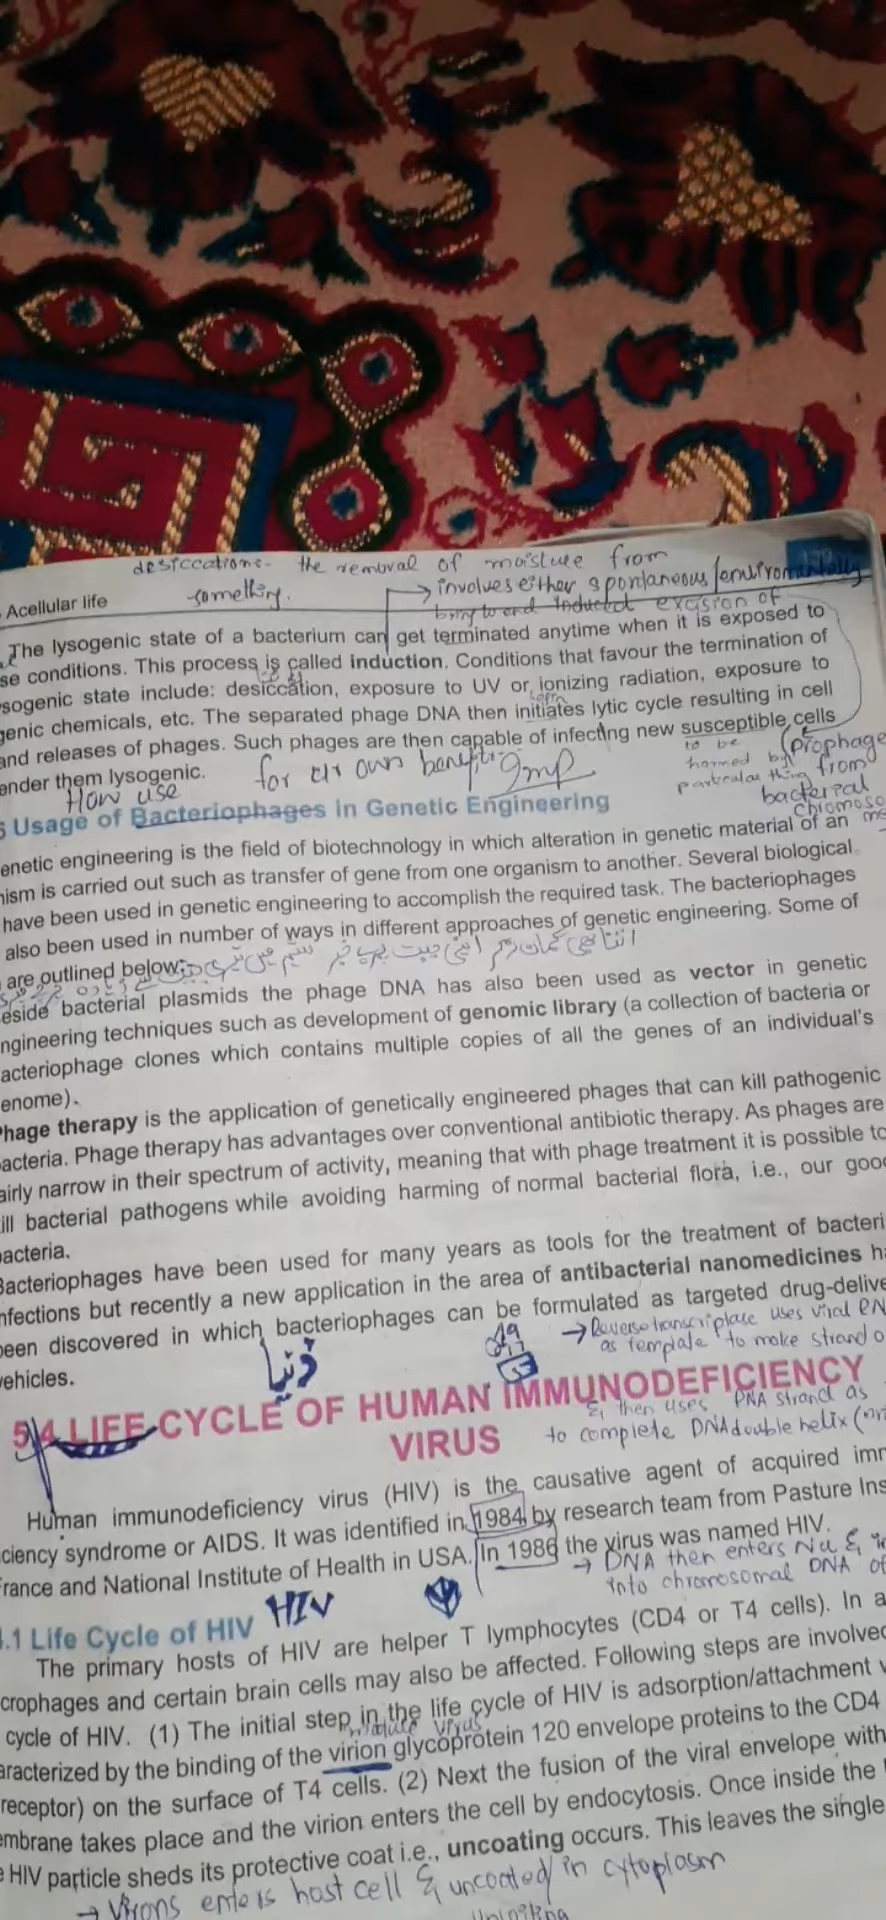 desiccations- the removal of moisture from
something.
→ involves either spontaneous/enviromentally
Acellular life
bring to end induced excision of
The lysogenic state of a bacterium can get terminated anytime when it is exposed to
se conditions. This process is called induction. Conditions that favour the termination of
sogenic state include: desiccation, exposure to UV or ionizing radiation, exposure to
genic chemicals, etc. The separated phage DNA then initiates lytic cycle resulting in cell
and releases of phages. Such phages are then capable of infecting new susceptible cells
ender them lysogenic.
for own benefit Imp
to be
harmed by
particular thing
(prophage
from
bacterial
chromoso
How use
6 Usage of Bacteriophages in Genetic Engineering
enetic engineering is the field of biotechnology in which alteration in genetic material of an
nism is carried out such as transfer of gene from one organism to another. Several biological
have been used in genetic engineering to accomplish the required task. The bacteriophages
also been used in number of ways in different approaches of genetic engineering. Some of
are outlined below:
eside bacterial plasmids the phage DNA has also been used as vector in genetic
ngineering techniques such as development of genomic library (a collection of bacteria or
acteriophage clones which contains multiple copies of all the genes of an individual's
enome).
hage therapy is the application of genetically engineered phages that can kill pathogenic
acteria. Phage therapy has advantages over conventional antibiotic therapy. As phages are
airly narrow in their spectrum of activity, meaning that with phage treatment it is possible to
ill bacterial pathogens while avoiding harming of normal bacterial flora, i.e., our good
acteria.
Bacteriophages have been used for many years as tools for the treatment of bacteri
nfections but recently a new application in the area of antibacterial nanomedicines ha
een discovered in which bacteriophages can be formulated as targeted drug-delive
ehicles.
→ Reverse transcriptase uses viral RN
as template to make strand o
دنیا
5.4 LIFE CYCLE OF HUMAN IMMUNODEFICIENCY
VIRUS
& then uses DNA strand as
to complete DNA double helix
Human immunodeficiency virus (HIV) is the causative agent of acquired imm
ciency syndrome or AIDS. It was identified in 1984 by research team from Pasture Ins
rance and National Institute of Health in USA. In 1986 the virus was named HIV.
→ DNA then enters Nu & in
into chromosomal DNA of
.1 Life Cycle of HIV HIV
The primary hosts of HIV are helper T lymphocytes (CD4 or T4 cells). In a
crophages and certain brain cells may also be affected. Following steps are involved
cycle of HIV. (1) The initial step in the life cycle of HIV is adsorption/attachment
mature virus
aracterized by the binding of the virion glycoprotein 120 envelope proteins to the CD4
receptor) on the surface of T4 cells. (2) Next the fusion of the viral envelope with
embrane takes place and the virion enters the cell by endocytosis. Once inside the
HIV particle sheds its protective coat i.e., uncoating occurs. This leaves the single
→ Virons enters host cell & uncoated in cytoplasm